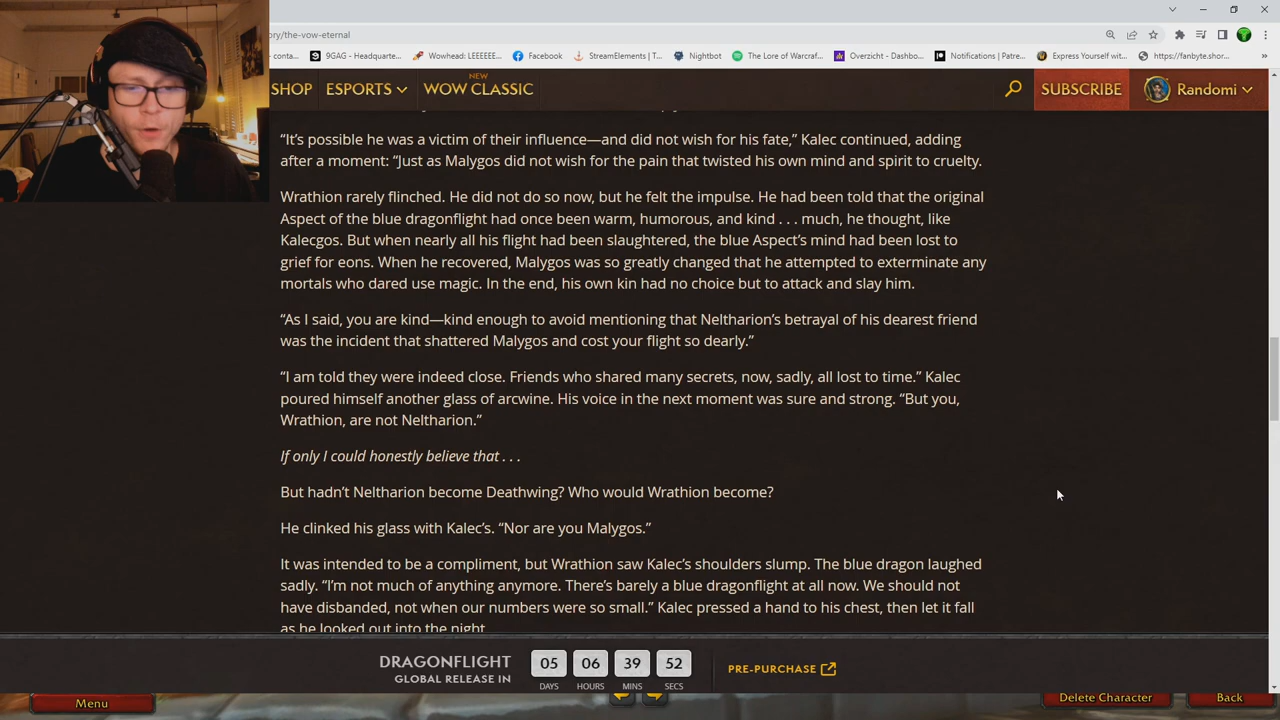 ory/the-vow-eternal
conta...
9GAG - Headquarte...
Wowhead: LEEEEEE...
Facebook
StreamElements | T...
Nightbot
The Lore of Warcraf...
Overzicht - Dashbo...
Notifications | Patre...
Express Yourself wit...
https://fanbyte.shor...
»
SHOP
ESPORTS
NEW
WOW CLASSIC
SUBSCRIBE
Randomi
“It’s possible he was a victim of their influence—and did not wish for his fate,” Kalec continued, adding
after a moment: “Just as Malygos did not wish for the pain that twisted his own mind and spirit to cruelty.
Wrathion rarely flinched. He did not do so now, but he felt the impulse. He had been told that the original
Aspect of the blue dragonflight had once been warm, humorous, and kind . . . much, he thought, like
Kalecgos. But when nearly all his flight had been slaughtered, the blue Aspect’s mind had been lost to
grief for eons. When he recovered, Malygos was so greatly changed that he attempted to exterminate any
mortals who dared use magic. In the end, his own kin had no choice but to attack and slay him.
“As I said, you are kind—kind enough to avoid mentioning that Neltharion’s betrayal of his dearest friend
was the incident that shattered Malygos and cost your flight so dearly.”
“I am told they were indeed close. Friends who shared many secrets, now, sadly, all lost to time.” Kalec
poured himself another glass of arcwine. His voice in the next moment was sure and strong. “But you,
Wrathion, are not Neltharion.”
If only I could honestly believe that . . .
But hadn’t Neltharion become Deathwing? Who would Wrathion become?
He clinked his glass with Kalec’s. “Nor are you Malygos.”
It was intended to be a compliment, but Wrathion saw Kalec’s shoulders slump. The blue dragon laughed
sadly. “I’m not much of anything anymore. There’s barely a blue dragonflight at all now. We should not
have disbanded, not when our numbers were so small.” Kalec pressed a hand to his chest, then let it fall
as he looked out into the night.
DRAGONFLIGHT
GLOBAL RELEASE IN
05
06
39
52
DAYS
HOURS
MINS
SECS
PRE-PURCHASE
Menu
Delete Character
Back